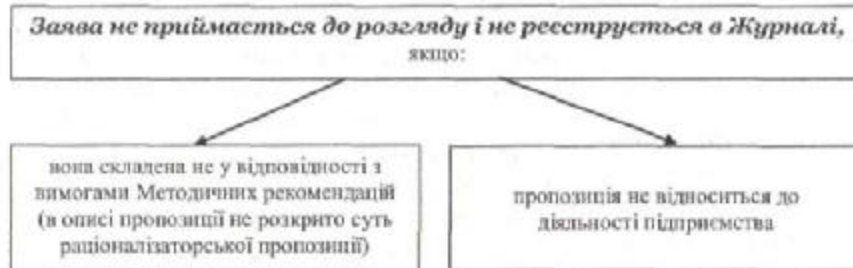 Заява не приймається до розгляду і не реєструється в Журналі,
якщо:
вона складена не у відповідності з
вимогами Методичних рекомендацій
(в описі пропозиції не розкрито суть
раціоналізаторської пропозиції)
пропозиція не відноситься до
діяльності підприємства